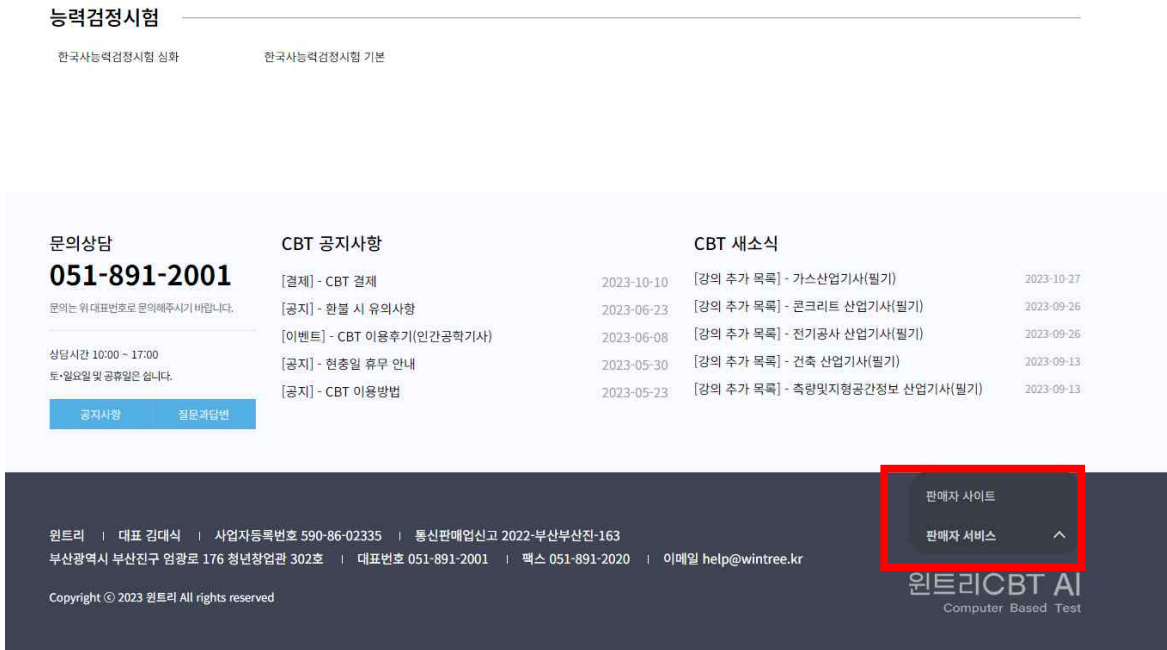 능력검정시험
한국사능력검정시험 심화
한국사능력검정시험 기본
문의상담
051-891-2001
문의는 위 대표번호로 문의해주시기 바랍니다.
상담시간 10:00 ~ 17:00
토•일요일 및 공휴일은 쉽니다.
공지사항
질문과답변
CBT 공지사항
[결제] - CBT 결제 2023-10-10
[공지] - 환불 시 유의사항 2023-06-23
[이벤트] - CBT 이용후기(인간공학기사) 2023-06-08
[공지] - 현충일 휴무 안내 2023-05-30
[공지] - CBT 이용방법 2023-05-23
CBT 새소식
[강의 추가 목록] - 가스산업기사(필기) 2023-10-27
[강의 추가 목록] - 콘크리트 산업기사(필기) 2023-09-26
[강의 추가 목록] - 전기공사 산업기사(필기) 2023-09-26
[강의 추가 목록] - 건축 산업기사(필기) 2023-09-13
[강의 추가 목록] - 측량및지형공간정보 산업기사(필기) 2023-09-13
판매자 사이트
판매자 서비스
윈트리 | 대표 김대식 | 사업자등록번호 590-86-02335 | 통신판매업신고 2022-부산부산진-163
부산광역시 부산진구 엄광로 176 청년창업관 302호 | 대표번호 051-891-2001 | 팩스 051-891-2020 | 이메일 help@wintree.kr
Copyright ⓒ 2023 윈트리 All rights reserved
윈트리CBT AI
Computer Based Test